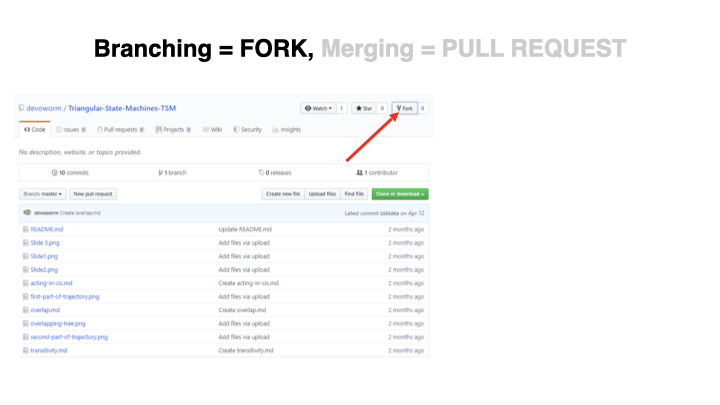 Branching = FORK, Merging = PULL REQUEST
devoworm / Triangular-State-Machines-TSM
Watch 1 Star 0 Fork 0
Code Issues 0 Pull requests 0 Projects 0 Wiki Security Insights
No description, website, or topics provided.
10 commits 1 branch 0 releases 1 contributor
Branch: master New pull request Create new file Upload files Find File Clone or download
devoworm Create overlap.md Latest commit on Apr 12
README.md Update README.md 2 months ago
Slide 3.png Add files via upload 2 months ago
Slide1.png Add files via upload 2 months ago
Slide2.png Add files via upload 2 months ago
acting-in-cis.md Create acting-in-cis.md 2 months ago
first-part-of-trajectory.png Add files via upload 2 months ago
overlap.md Create overlap.md 2 months ago
overlapping-tree.png Add files via upload 2 months ago
second-part-of-trajectory.png Add files via upload 2 months ago
transitivity.md Create transitivity.md 2 months ago